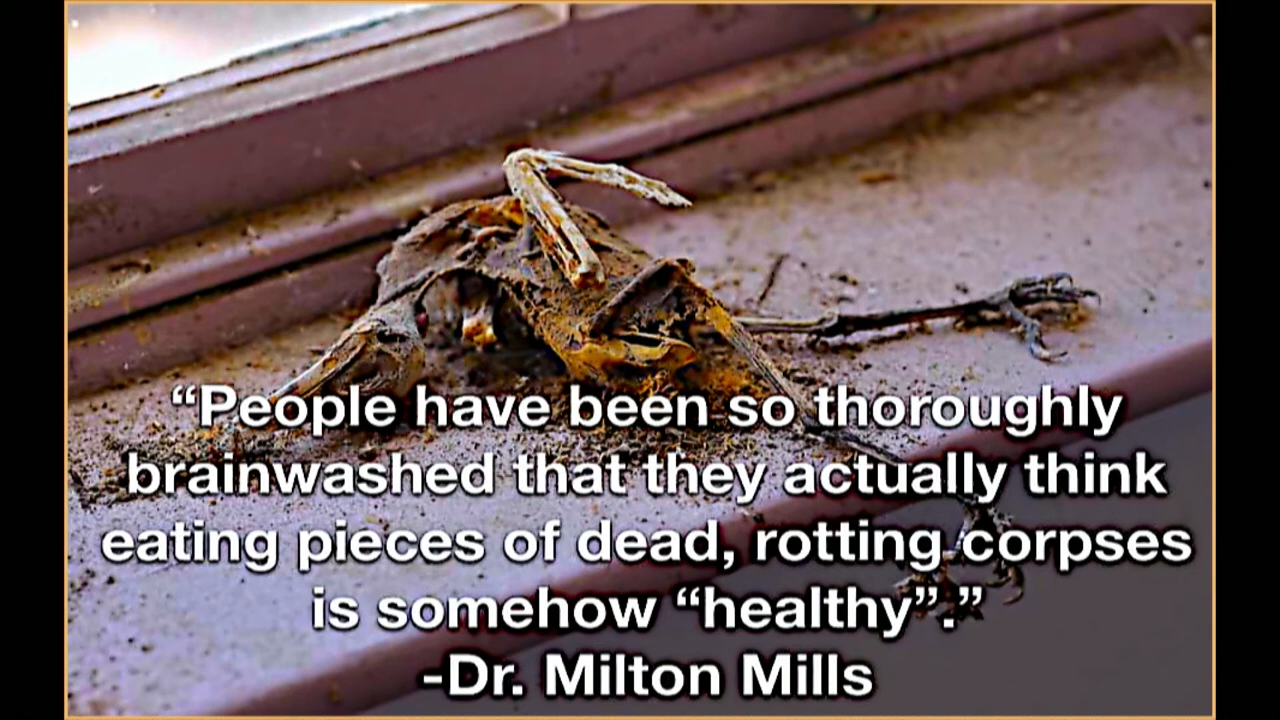 “People have been so thoroughly
brainwashed that they actually think
eating pieces of dead, rotting corpses
is somehow “healthy”.”
-Dr. Milton Mills